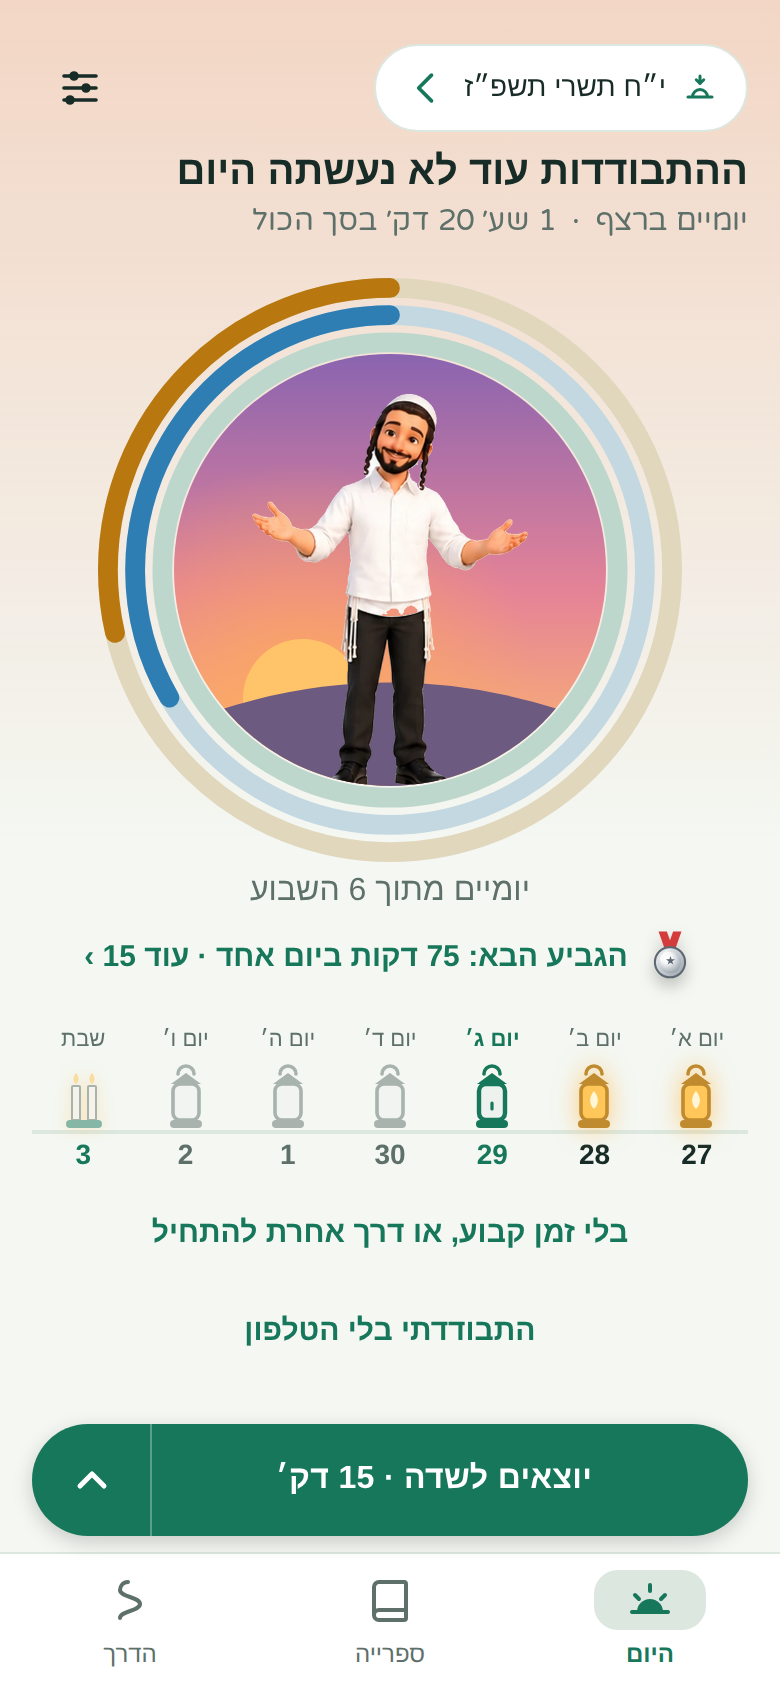 י״ח תשרי תשפ״ז
ההתבודדות עוד לא נעשתה היום
יומיים ברצף · 1 שע׳ 20 דק׳ בסך הכול
יומיים מתוך 6 השבוע
הגביע הבא: 75 דקות ביום אחד · עוד 15 ›
יום א׳ יום ב׳ יום ג׳ יום ד׳ יום ה׳ יום ו׳ שבת
27 28 29 30 1 2 3
בלי זמן קבוע, או דרך אחרת להתחיל
התבודדתי בלי הטלפון
יוצאים לשדה · 15 דק׳
היום ספרייה הדרך